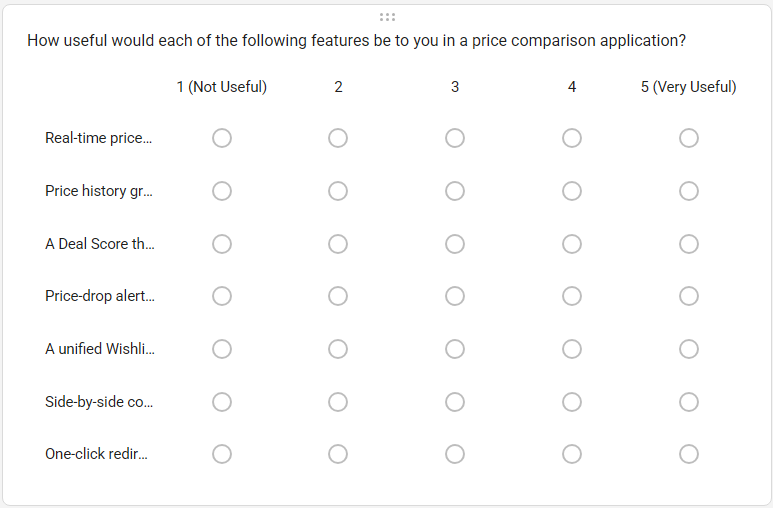 How useful would each of the following features be to you in a price comparison application?
1 (Not Useful) 2 3 4 5 (Very Useful)
Real-time price...
Price history gr...
A Deal Score th...
Price-drop alert...
A unified Wishli...
Side-by-side co...
One-click redir...